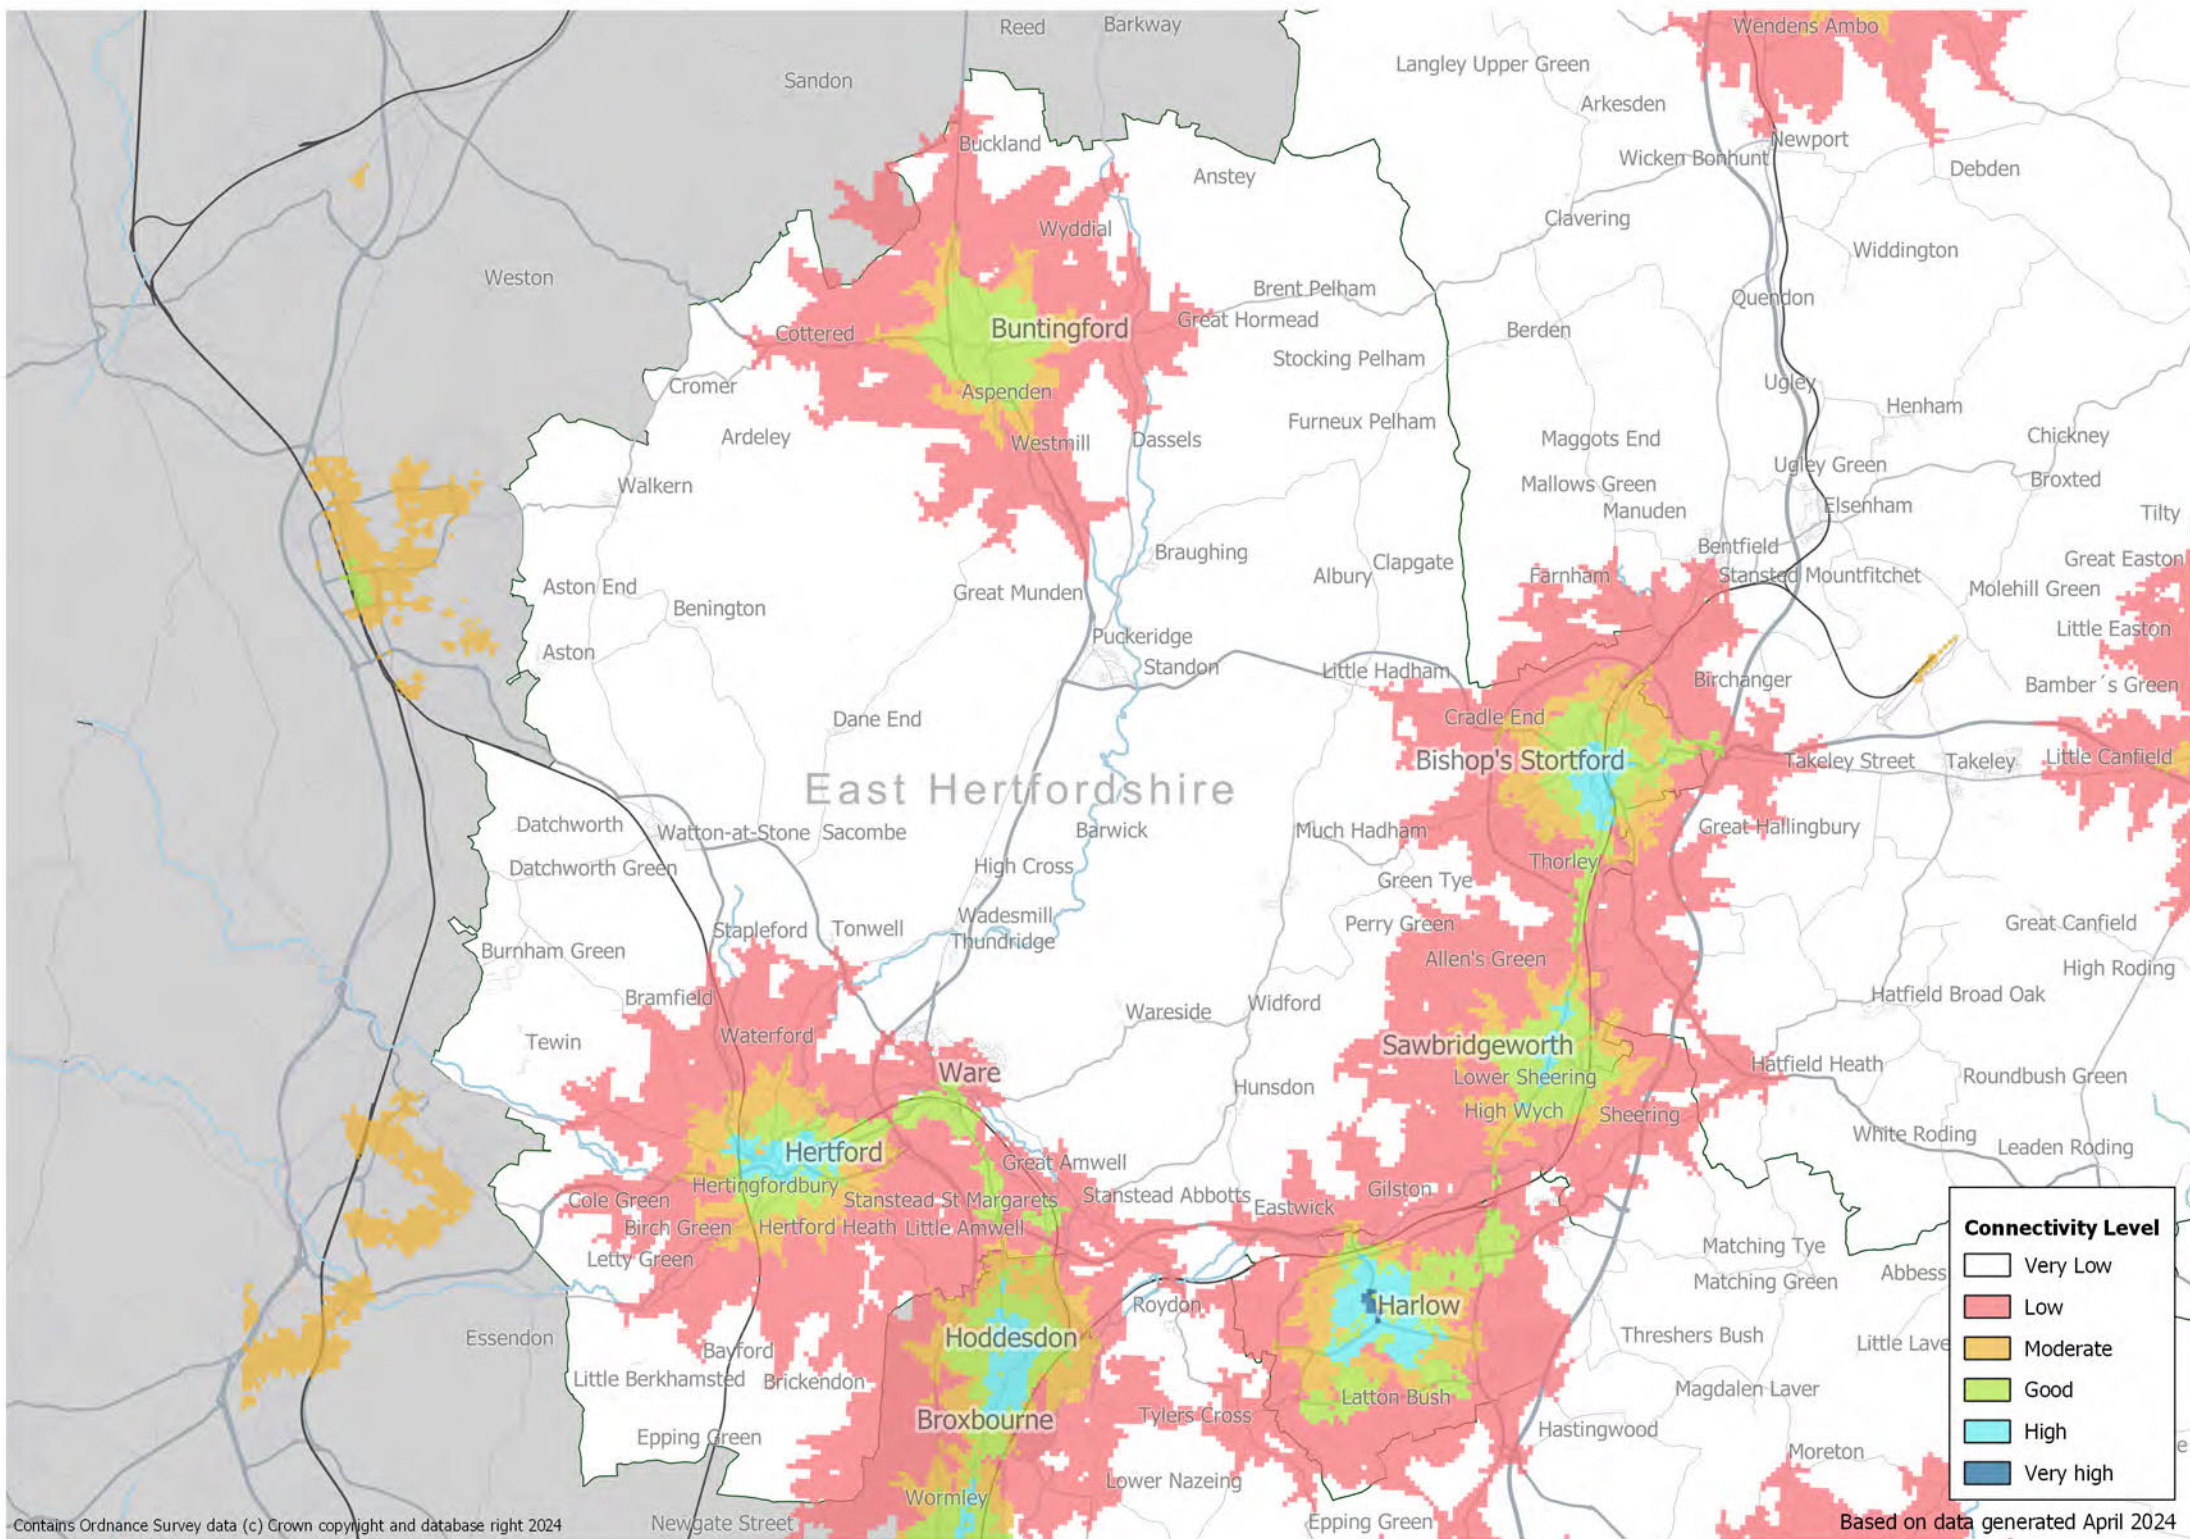 Reed
Barkway
Wendens Ambo
Sandon
Langley Upper Green
Arkesden
Buckland
Newport
Wicken Bonhunt
Anstey
Debden
Clavering
Wyddial
Widdington
Weston
Brent Pelham
Quendon
Great Hormead
Buntingford
Cottered
Berden
Stocking Pelham
Cromer
Aspenden
Ugley
Henham
Furneux Pelham
Ardeley
Westmill
Dassels
Maggots End
Chickney
Ugley Green
Walkern
Mallows Green
Broxted
Manuden
Elsenham
Tilty
Braughing
Bentfield
Great Easton
Clapgate
Albury
Farnham
Stansted Mountfitchet
Aston End
Great Munden
Molehill Green
Benington
Little Easton
Puckeridge
Aston
Standon
Little Hadham
Birchanger
Bamber´s Green
Dane End
Cradle End
Bishop's Stortford
Takeley Street
Takeley
Little Canfield
East Hertfordshire
Datchworth
Watton-at-Stone
Sacombe
Barwick
Much Hadham
Great Hallingbury
Datchworth Green
High Cross
Thorley
Green Tye
Wadesmill
Perry Green
Great Canfield
Stapleford
Tonwell
Thundridge
Burnham Green
Allen's Green
High Roding
Bramfield
Wareside
Widford
Hatfield Broad Oak
Tewin
Waterford
Sawbridgeworth
Ware
Hatfield Heath
Lower Sheering
Roundbush Green
Hunsdon
High Wych
Sheering
White Roding
Leaden Roding
Hertford
Great Amwell
Hertingfordbury
Cole Green
Stanstead St Margarets
Stanstead Abbotts
Gilston
Eastwick
Birch Green
Hertford Heath
Little Amwell
Letty Green
Matching Tye
Matching Green
Abbess
Roydon
Harlow
Essendon
Hoddesdon
Threshers Bush
Little Lave
Bayford
Little Berkhamsted
Brickendon
Latton Bush
Magdalen Laver
Broxbourne
Tylers Cross
Hastingwood
Epping Green
Moreton
e
Lower Nazeing
Wormley
Newgate Street
Epping Green
Connectivity Level
Very Low
Low
Moderate
Good
High
Very high
Contains Ordnance Survey data (c) Crown copyright and database right 2024
Based on data generated April 2024